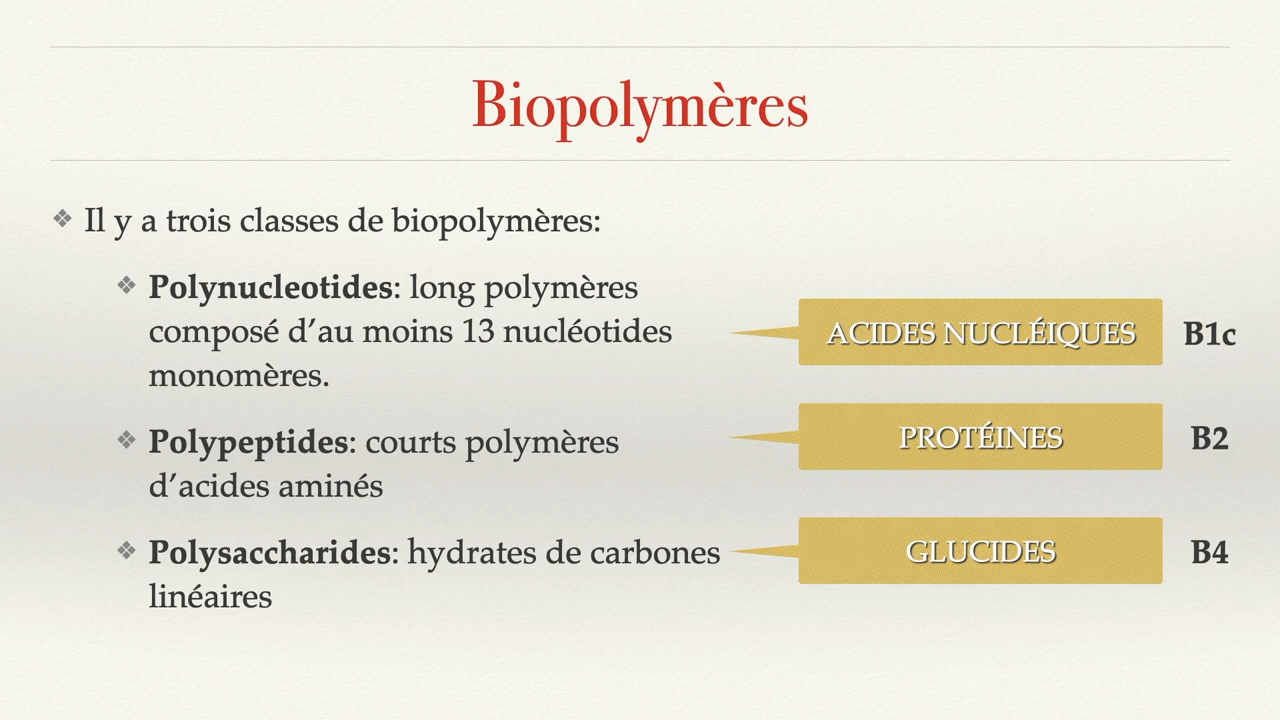 Biopolymères
Il y a trois classes de biopolymères:
Polynucleotides: long polymères
composé d’au moins 13 nucléotides
monomères.
ACIDES NUCLÉIQUES B1c
Polypeptides: courts polymères
d’acides aminés
PROTÉINES B2
Polysaccharides: hydrates de carbones
linéaires
GLUCIDES B4